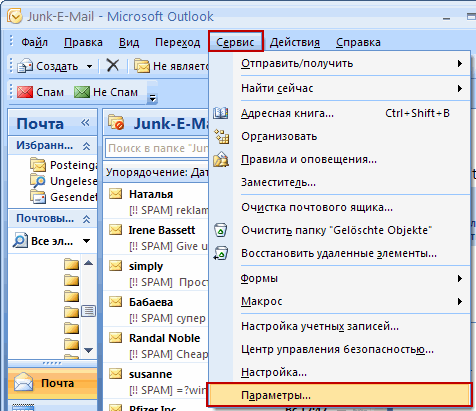 Junk-E-Mail - Microsoft Outlook
Файл Правка Вид Переход Сервис Действия Справка
Создать Не является
Спам Не Спам
Почта
Избранн...
Posteing
Ungelese
Gesendet
Почтовы...
Все эл...
Почта
Junk-E-Ma
Поиск в папке "Jun
Упорядочение: Дат
Наталья
[!! SPAM] reklam
Irene Bassett
[!! SPAM] Give u
simply
[!! SPAM] Прост
Бабаева
[!! SPAM] супер
Randal Noble
[!! SPAM] Cheap
susanne
[!! SPAM] =?win
Pfizer Inc
Отправить/получить
Найти сейчас
Адресная книга... Ctrl+Shift+B
Организовать
Правила и оповещения...
Заместитель...
Очистка почтового ящика...
Очистить папку "Gelöschte Objekte"
Восстановить удаленные элементы...
Формы
Макрос
Настройка учетных записей...
Центр управления безопасностью...
Настройка...
Параметры...